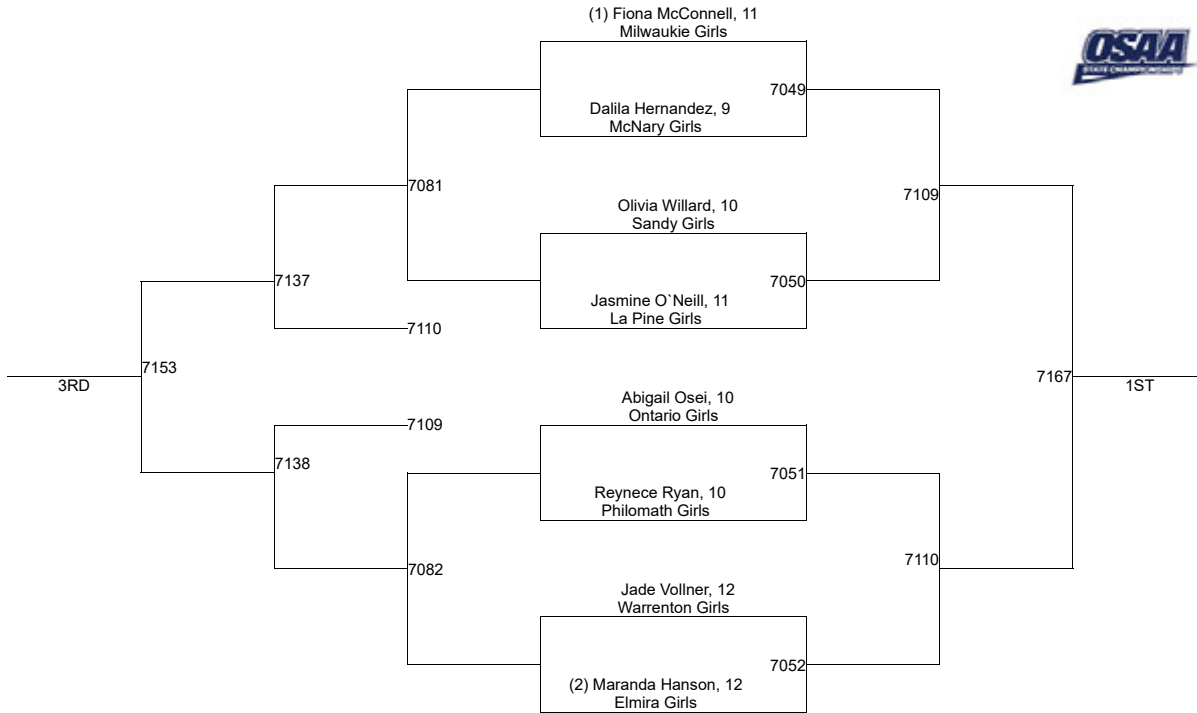 (1) Fiona McConnell, 11
Milwaukie Girls
OSAA
STATE CHAMPIONSHIPS
7049
Dalila Hernandez, 9
McNary Girls
7081
7109
Olivia Willard, 10
Sandy Girls
7137
7050
Jasmine O`Neill, 11
La Pine Girls
7110
7153
3RD
7167
1ST
Abigail Osei, 10
Ontario Girls
7109
7138
7051
Reynece Ryan, 10
Philomath Girls
7082
7110
Jade Vollner, 12
Warrenton Girls
7052
(2) Maranda Hanson, 12
Elmira Girls